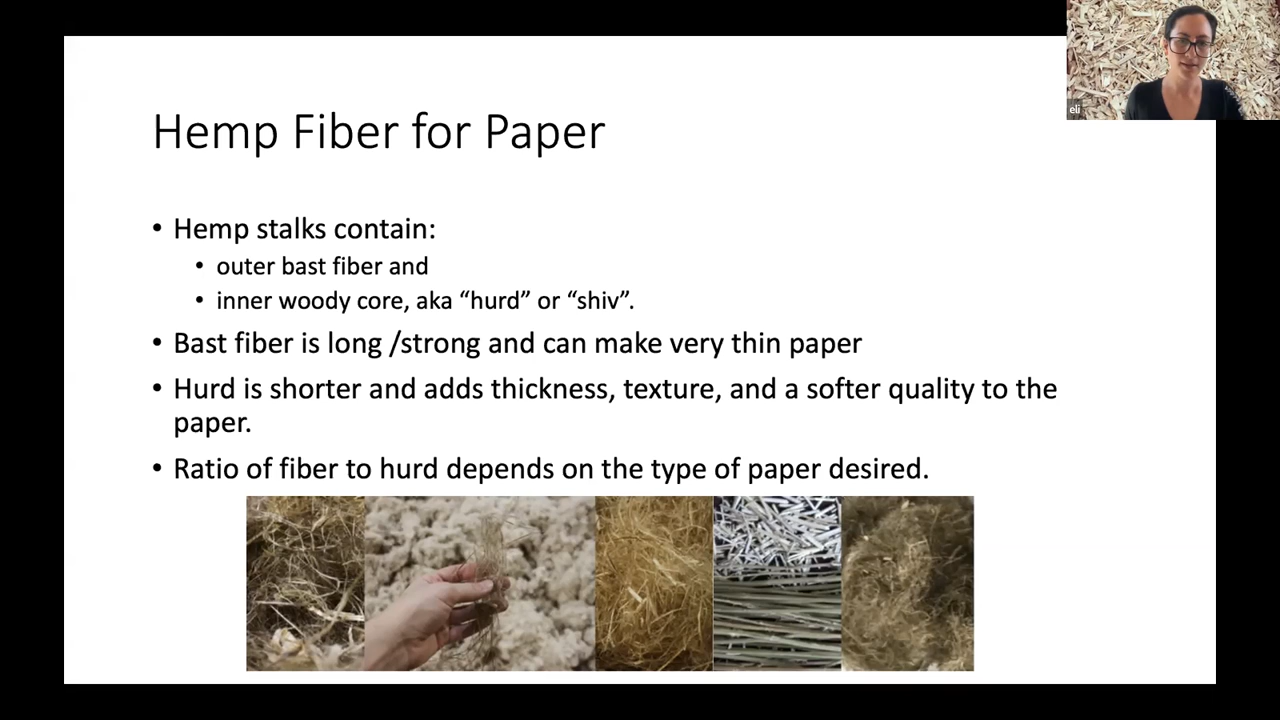 eli
Hemp Fiber for Paper
• Hemp stalks contain:
• outer bast fiber and
• inner woody core, aka “hurd” or “shiv”.
• Bast fiber is long /strong and can make very thin paper
• Hurd is shorter and adds thickness, texture, and a softer quality to the
paper.
• Ratio of fiber to hurd depends on the type of paper desired.